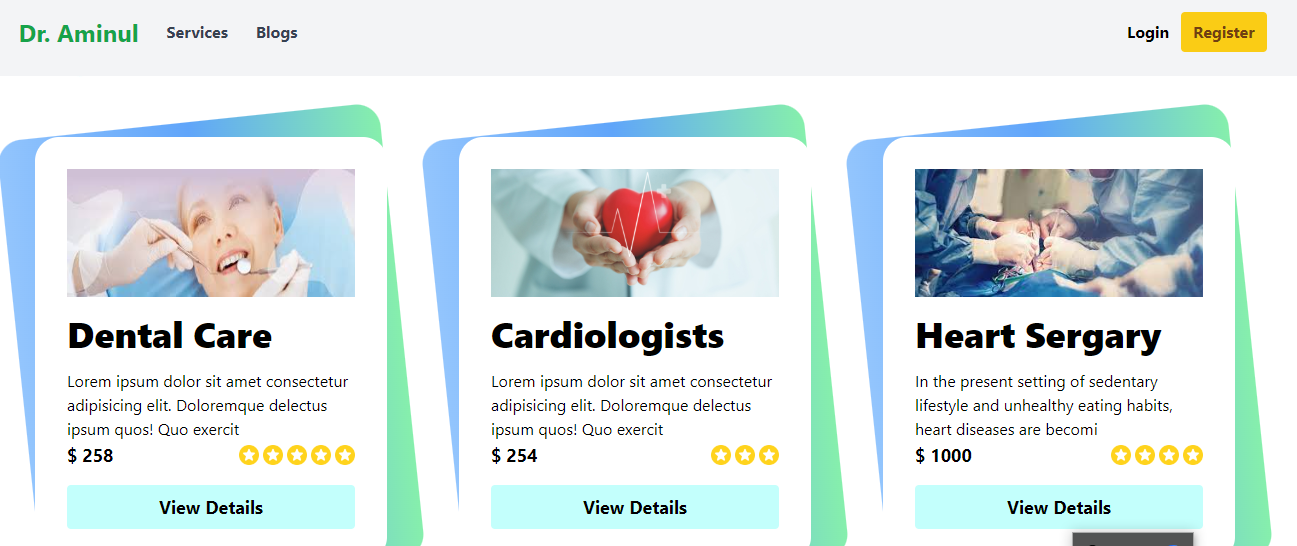 Dr. Aminul Services Blogs Login Register
Dental Care
Lorem ipsum dolor sit amet consectetur
adipisicing elit. Doloremque delectus
ipsum quos! Quo exercit
$ 258
View Details
Cardiologists
Lorem ipsum dolor sit amet consectetur
adipisicing elit. Doloremque delectus
ipsum quos! Quo exercit
$ 254
View Details
Heart Sergary
In the present setting of sedentary
lifestyle and unhealthy eating habits,
heart diseases are becomi
$ 1000
View Details